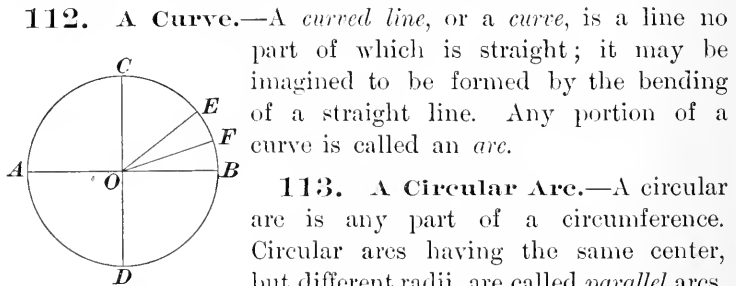 112. A Curve.—A curved line, or a curve, is a line no
part of which is straight; it may be
imagined to be formed by the bending
of a straight line. Any portion of a
curve is called an arc.
113. A Circular Arc.—A circular
arc is any part of a circumference.
Circular arcs having the same center,
but different radii, are called parallel arcs.
C
E
F
A
O
B
D